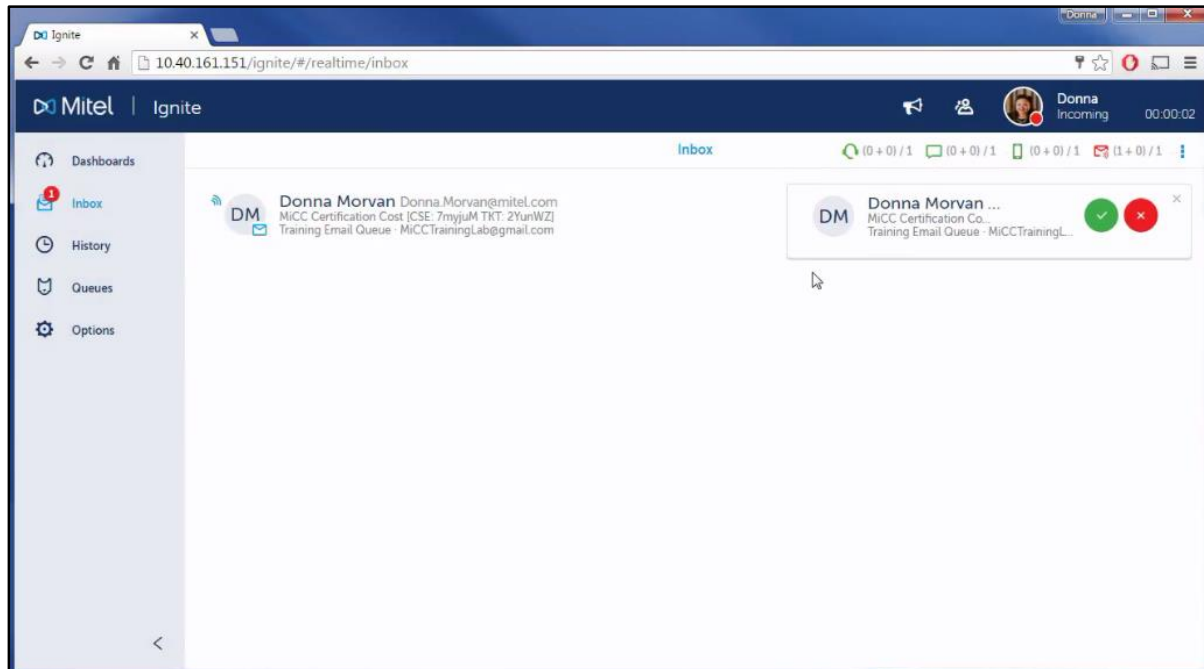 Donna
Ignite
10.40.161.151/ignite/#/realtime/inbox
Mitel | Ignite
Donna
Incoming
00:00:02
Dashboards
1
Inbox
History
Queues
Options
Inbox
(0 + 0) / 1
(0 + 0) / 1
(0 + 0) / 1
(1 + 0) / 1
DM
Donna Morvan Donna.Morvan@mitel.com
MiCC Certification Cost [CSE: 7myjuM TKT: 2YunWZ]
Training Email Queue · MiCCTrainingLab@gmail.com
DM
Donna Morvan ...
MiCC Certification Co...
Training Email Queue · MiCCTrainingL...